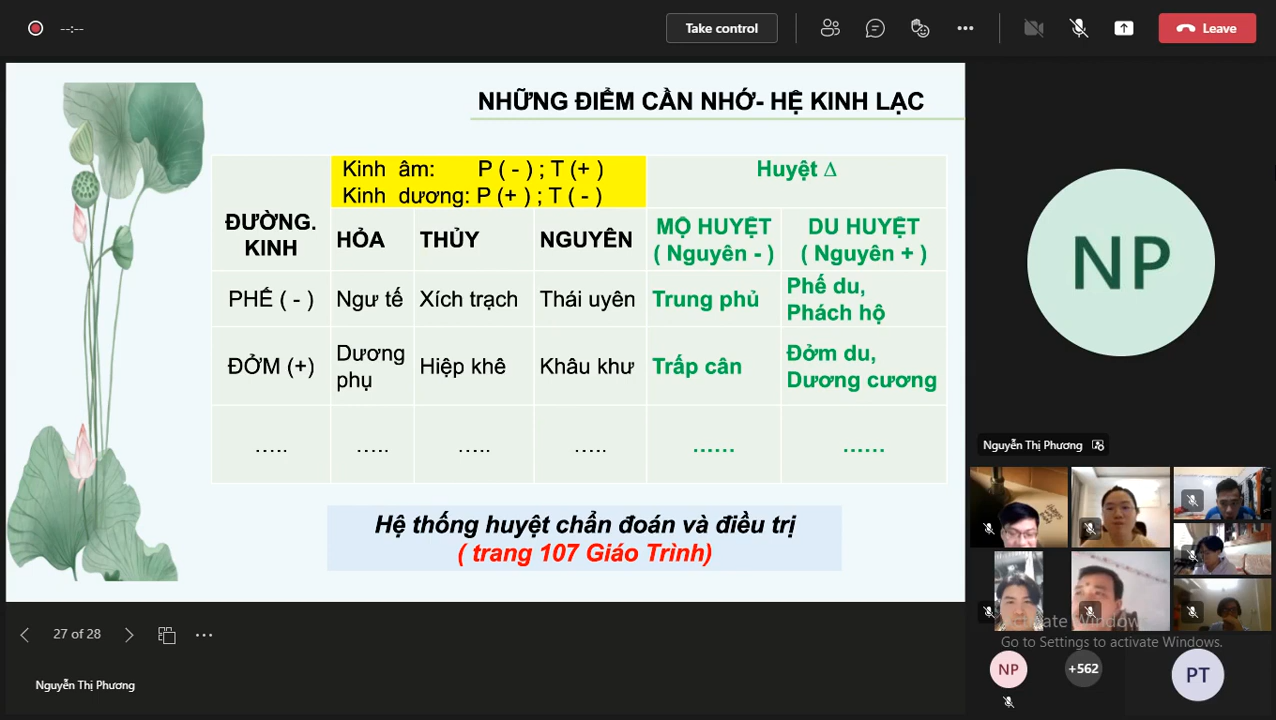 --:--
Take control
Leave
NHỮNG ĐIỂM CẦN NHỚ- HỆ KINH LẠC
ĐƯỜNG.
KINH
Kinh âm: P ( - ) ; T (+ )
Kinh dương: P (+ ) ; T ( - )
Huyệt ∆
HỎA
THỦY
NGUYÊN
MỘ HUYỆT
( Nguyên - )
DU HUYỆT
( Nguyên + )
PHẾ ( - )
Ngư tế
Xích trạch
Thái uyên
Trung phủ
Phế du,
Phách hộ
ĐỞM (+)
Dương
phụ
Hiệp khê
Khâu khư
Trấp cân
Đởm du,
Dương cương
.....
.....
.....
.....
......
......
Hệ thống huyệt chẩn đoán và điều trị
( trang 107 Giáo Trình)
27 of 28
Nguyễn Thị Phương
NP
Nguyễn Thị Phương
Activate Windows
Go to Settings to activate Windows.
NP
+562
PT